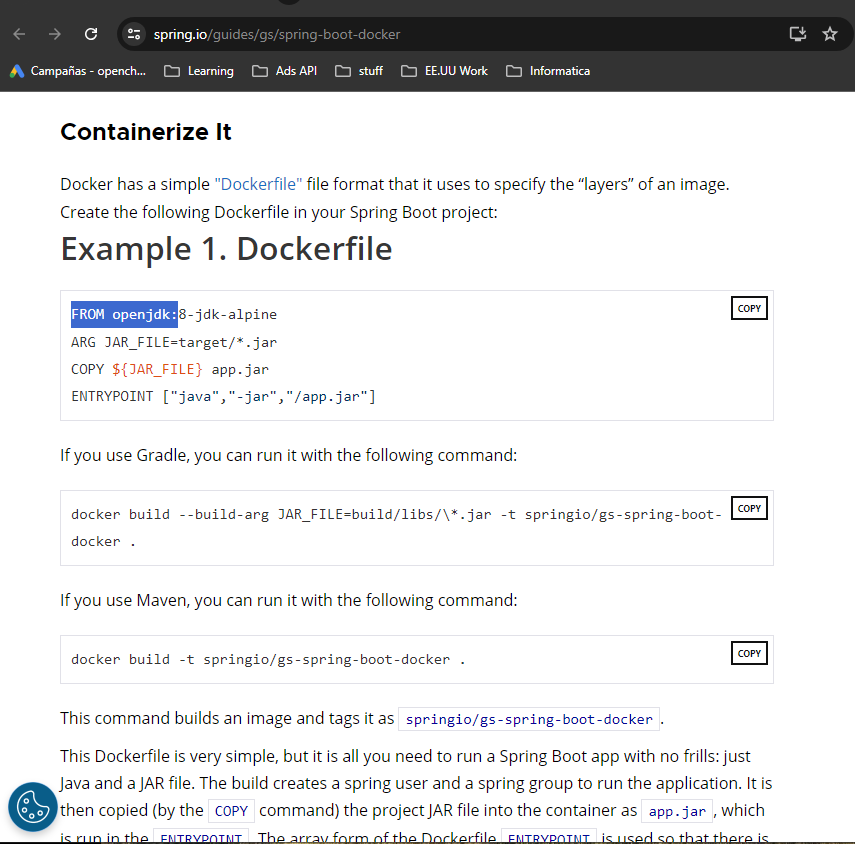 spring.io/guides/gs/spring-boot-docker
Campañas - opench... Learning Ads API stuff EE.UU Work Informatica
Containerize It
Docker has a simple "Dockerfile" file format that it uses to specify the “layers” of an image.
Create the following Dockerfile in your Spring Boot project:
Example 1. Dockerfile
FROM openjdk:8-jdk-alpine
COPY
ARG JAR_FILE=target/*.jar
COPY ${JAR_FILE} app.jar
ENTRYPOINT ["java","-jar","/app.jar"]
If you use Gradle, you can run it with the following command:
docker build --build-arg JAR_FILE=build/libs/\*.jar -t springio/gs-spring-boot-
COPY
docker .
If you use Maven, you can run it with the following command:
docker build -t springio/gs-spring-boot-docker .
COPY
This command builds an image and tags it as springio/gs-spring-boot-docker.
This Dockerfile is very simple, but it is all you need to run a Spring Boot app with no frills: just
Java and a JAR file. The build creates a spring user and a spring group to run the application. It is
then copied (by the COPY command) the project JAR file into the container as app.jar, which
is run in the ENTRYPOINT. The array form of the Dockerfile ENTRYPOINT is used so that there is